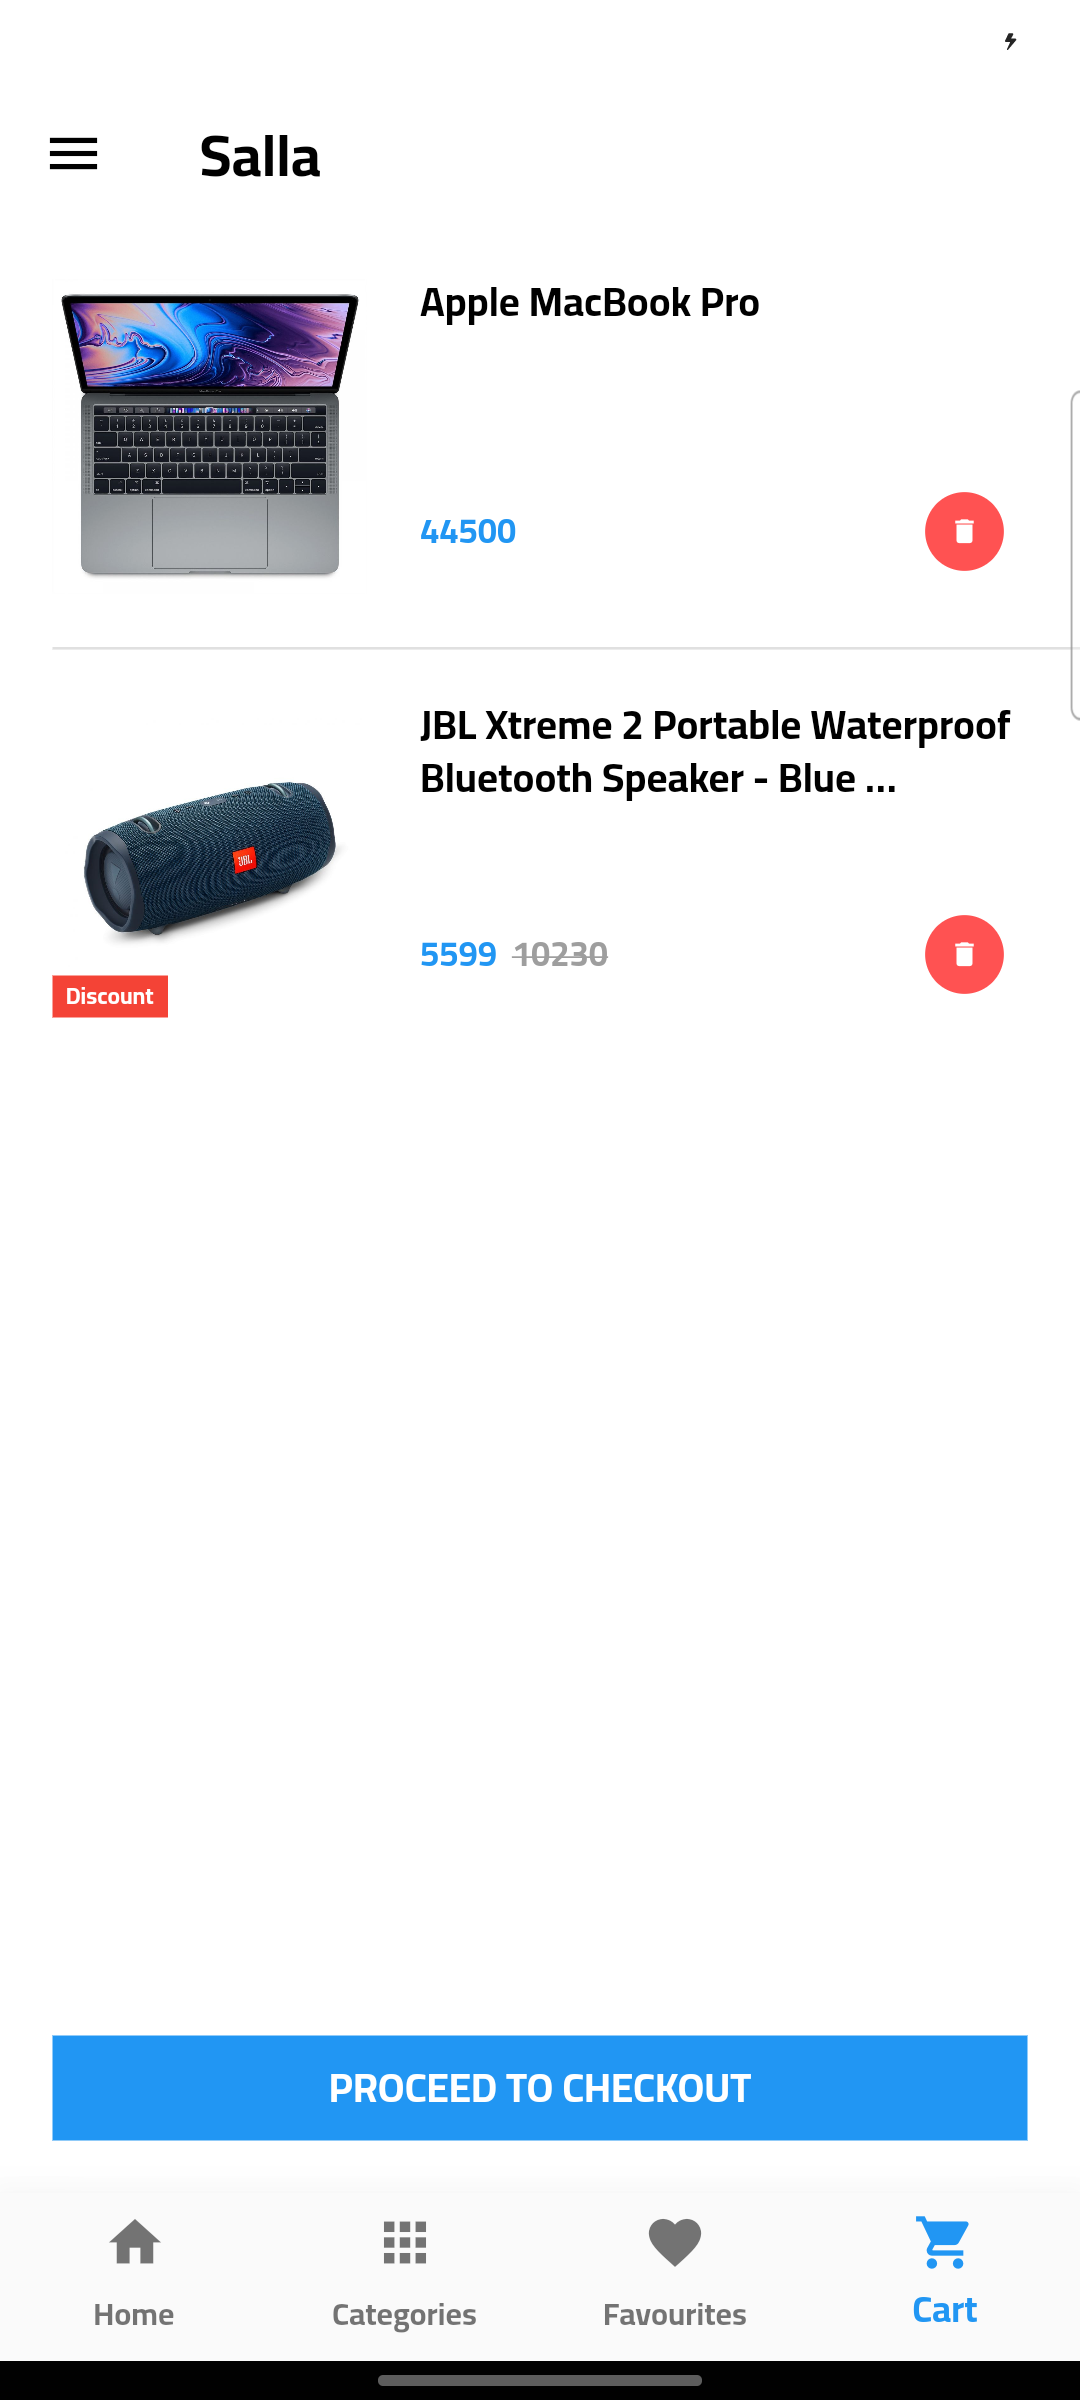 Salla
Apple MacBook Pro
44500
JBL Xtreme 2 Portable Waterproof
Bluetooth Speaker - Blue ...
JBL
5599 10230
Discount
PROCEED TO CHECKOUT
Home
Categories
Favourites
Cart